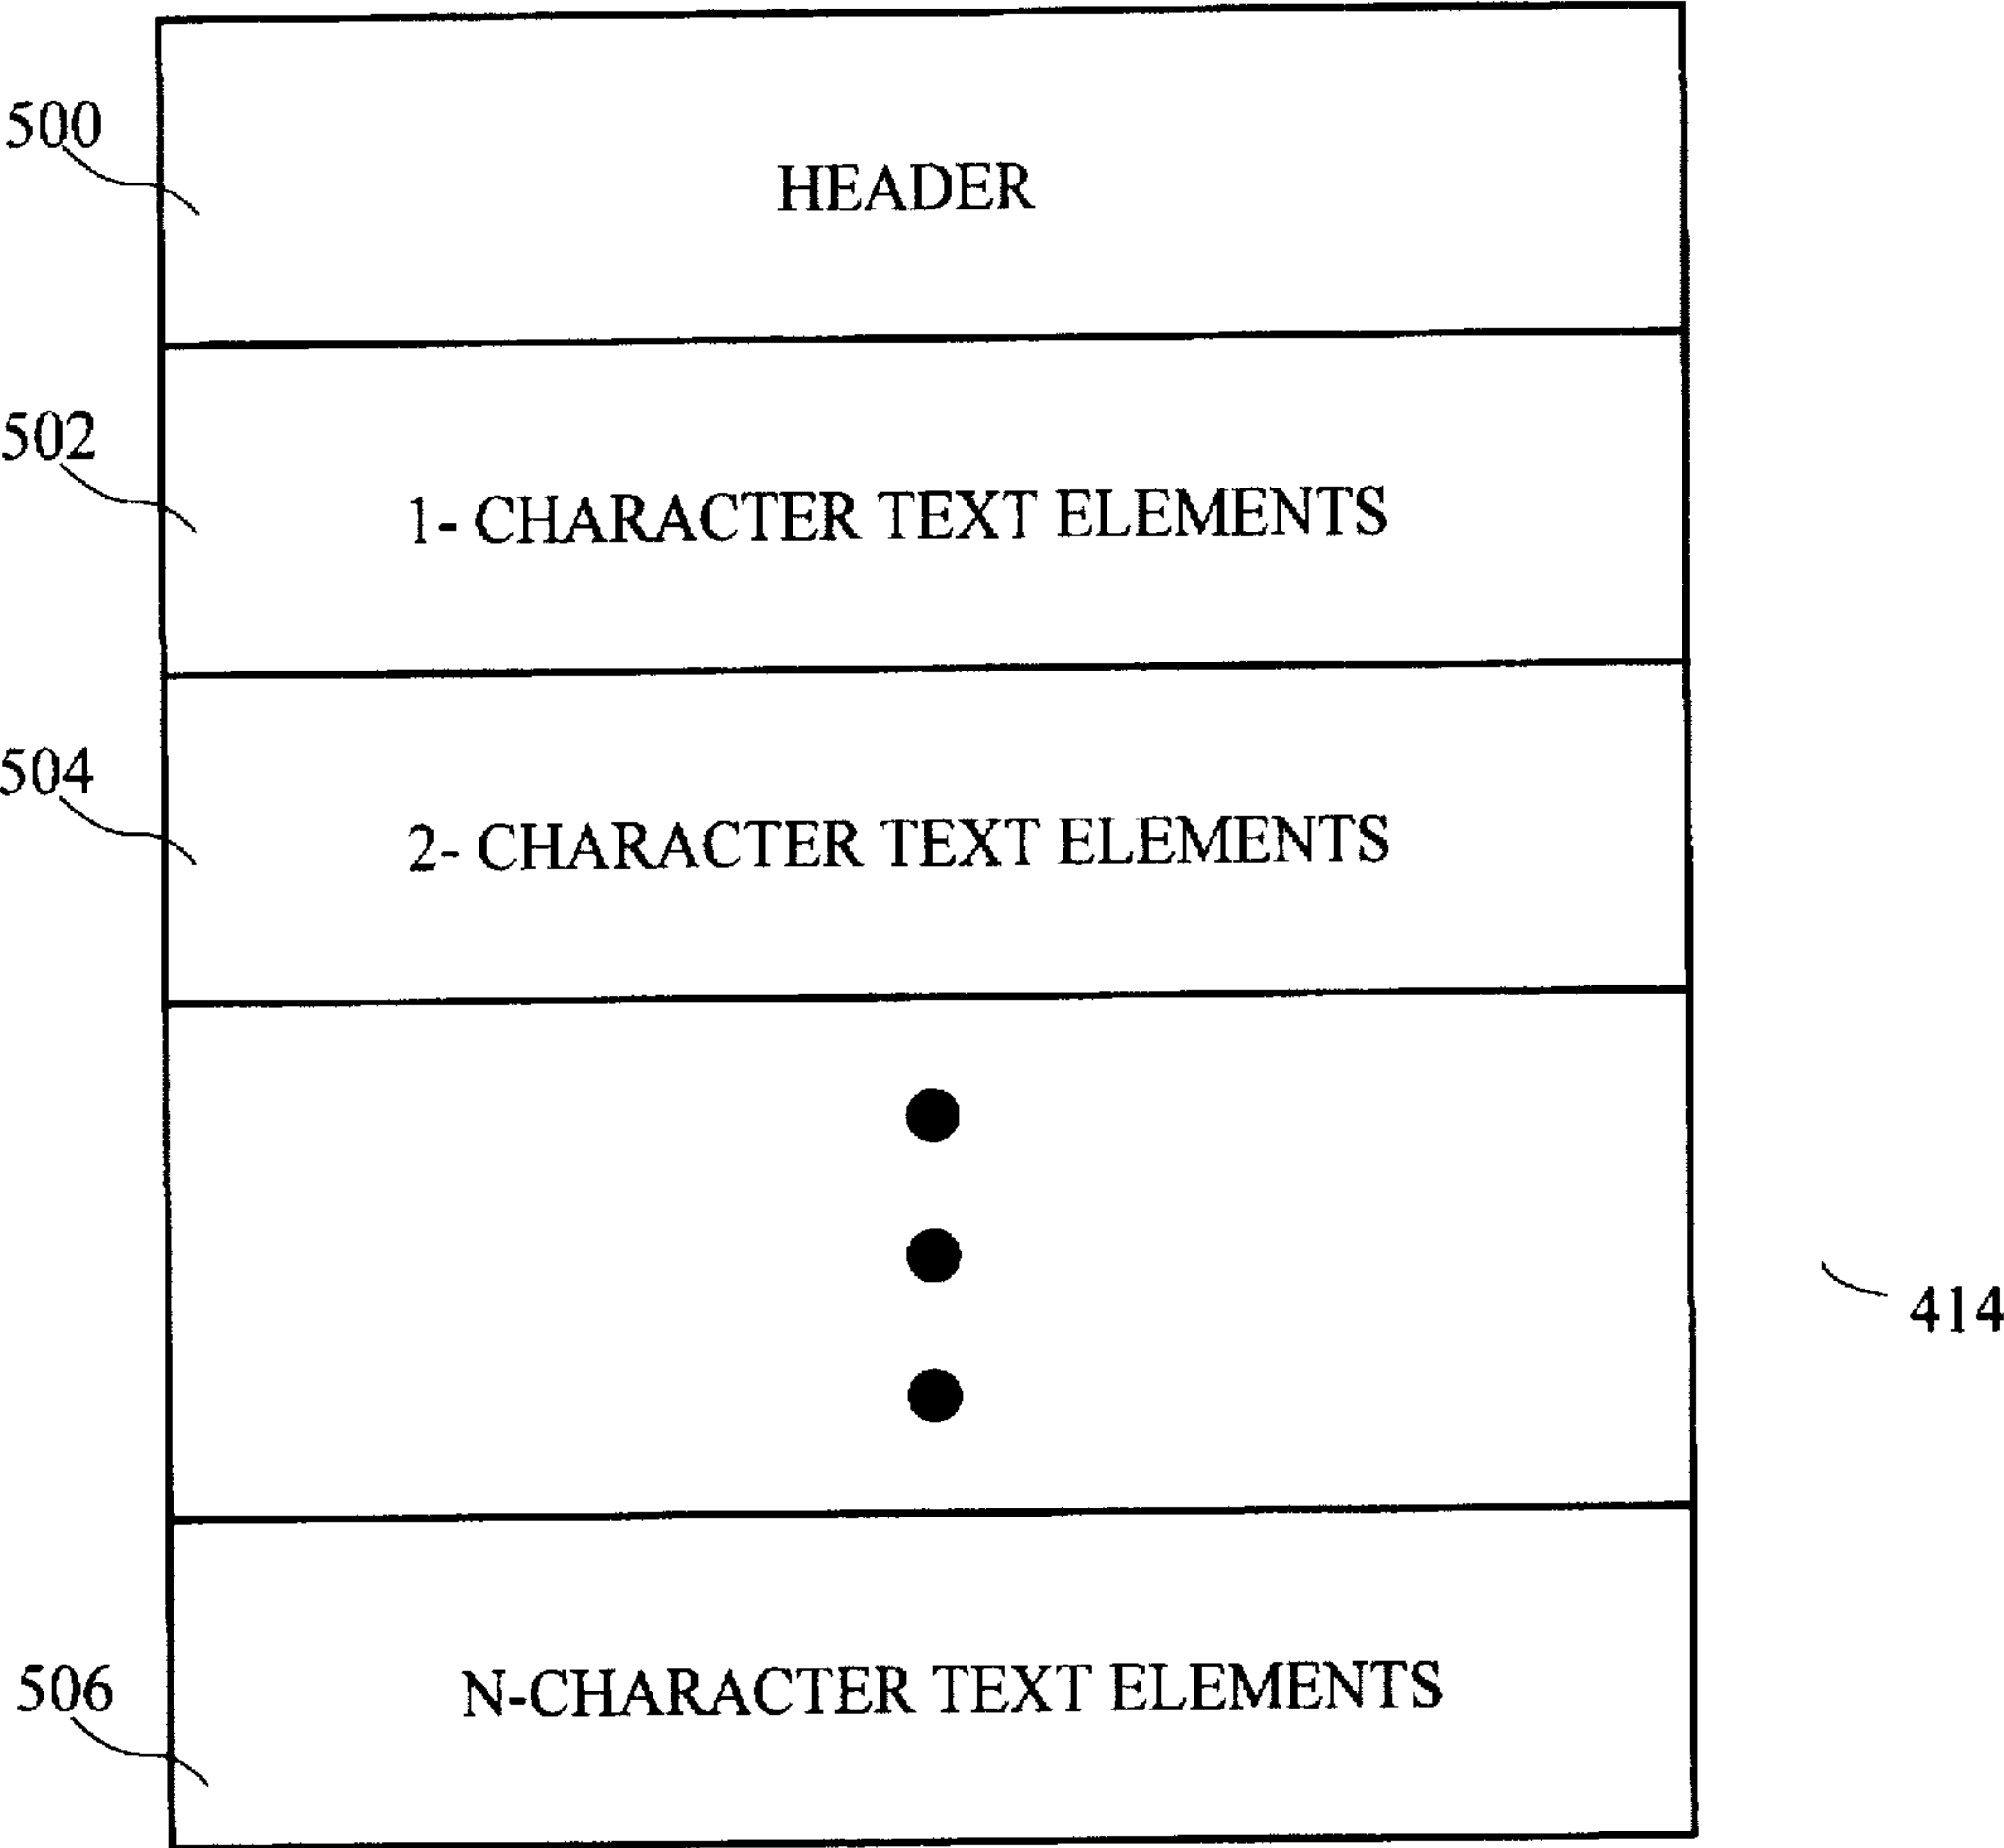 500
HEADER
502
1- CHARACTER TEXT ELEMENTS
504
2- CHARACTER TEXT ELEMENTS
414
506
N-CHARACTER TEXT ELEMENTS